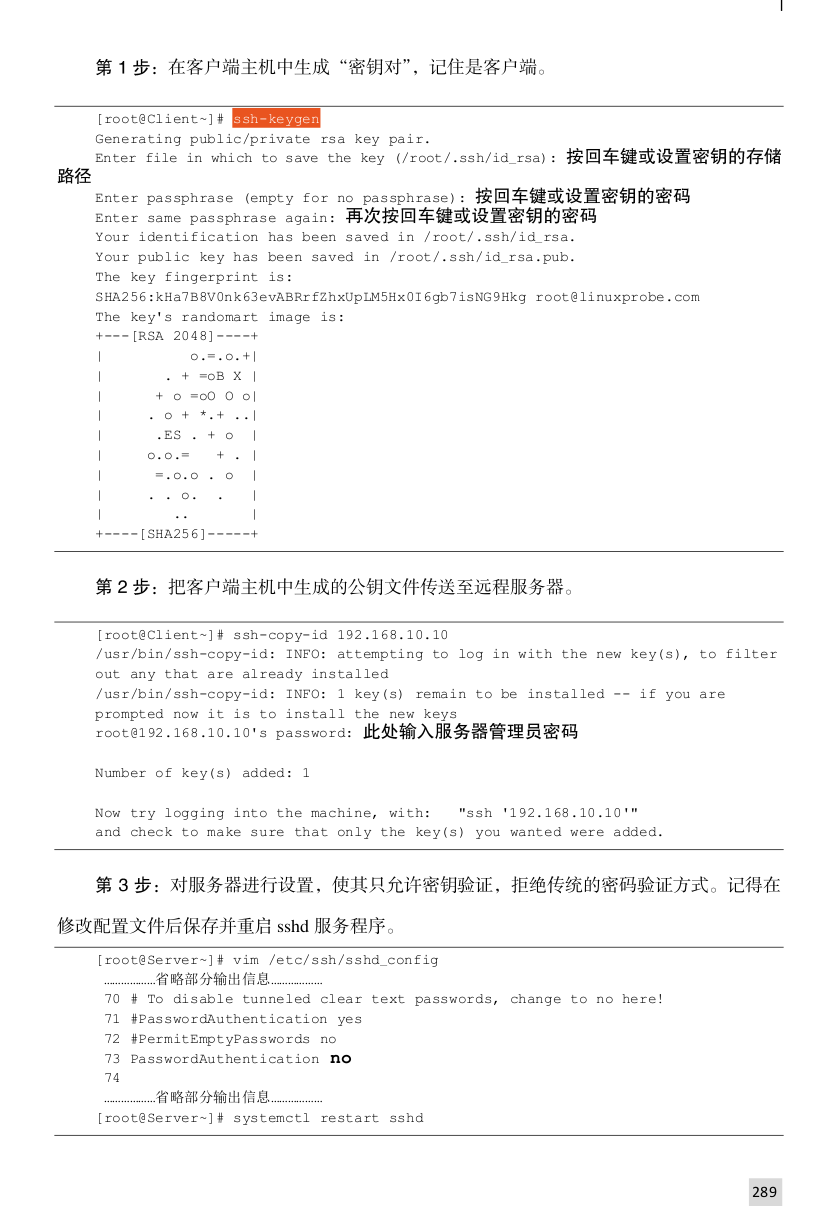 第 1 步：在客户端主机中生成“密钥对”，记住是客户端。
[root@Client~]# ssh-keygen
Generating public/private rsa key pair.
Enter file in which to save the key (/root/.ssh/id_rsa): 按回车键或设置密钥的存储
路径
Enter passphrase (empty for no passphrase): 按回车键或设置密钥的密码
Enter same passphrase again: 再次按回车键或设置密钥的密码
Your identification has been saved in /root/.ssh/id_rsa.
Your public key has been saved in /root/.ssh/id_rsa.pub.
The key fingerprint is:
SHA256:kHa7B8V0nk63evABRrfZhxUpLM5Hx0I6gb7isNG9Hkg root@linuxprobe.com
The key's randomart image is:
+---[RSA 2048]----+
|          o.=.o.+|
|       . + =oB X |
|      + o =oO O o|
|     . o + *.+ ..|
|      .ES . + o  |
|     o.o.=   + . |
|      =.o.o . o  |
|     . . o.  .   |
|        ..       |
+----[SHA256]-----+
第 2 步：把客户端主机中生成的公钥文件传送至远程服务器。
[root@Client~]# ssh-copy-id 192.168.10.10
/usr/bin/ssh-copy-id: INFO: attempting to log in with the new key(s), to filter
out any that are already installed
/usr/bin/ssh-copy-id: INFO: 1 key(s) remain to be installed -- if you are
prompted now it is to install the new keys
root@192.168.10.10's password: 此处输入服务器管理员密码
Number of key(s) added: 1
Now try logging into the machine, with:   "ssh '192.168.10.10'"
and check to make sure that only the key(s) you wanted were added.
第 3 步：对服务器进行设置，使其只允许密钥验证，拒绝传统的密码验证方式。记得在
修改配置文件后保存并重启 sshd 服务程序。
[root@Server~]# vim /etc/ssh/sshd_config
………………省略部分输出信息………………
70 # To disable tunneled clear text passwords, change to no here!
71 #PasswordAuthentication yes
72 #PermitEmptyPasswords no
73 PasswordAuthentication no
74
………………省略部分输出信息………………
[root@Server~]# systemctl restart sshd
289